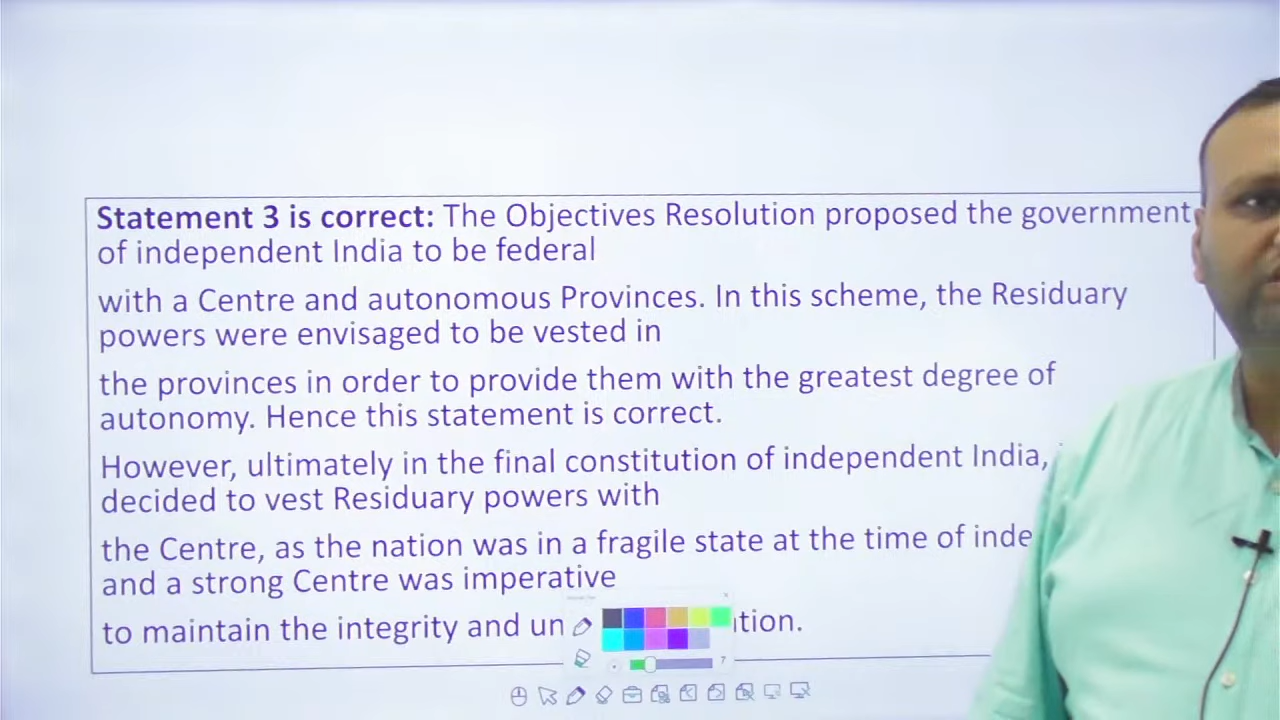 Statement 3 is correct: The Objectives Resolution proposed the government
of independent India to be federal
with a Centre and autonomous Provinces. In this scheme, the Residuary
powers were envisaged to be vested in
the provinces in order to provide them with the greatest degree of
autonomy. Hence this statement is correct.
However, ultimately in the final constitution of independent India,
decided to vest Residuary powers with
the Centre, as the nation was in a fragile state at the time of
and a strong Centre was imperative
to maintain the integrity and
7